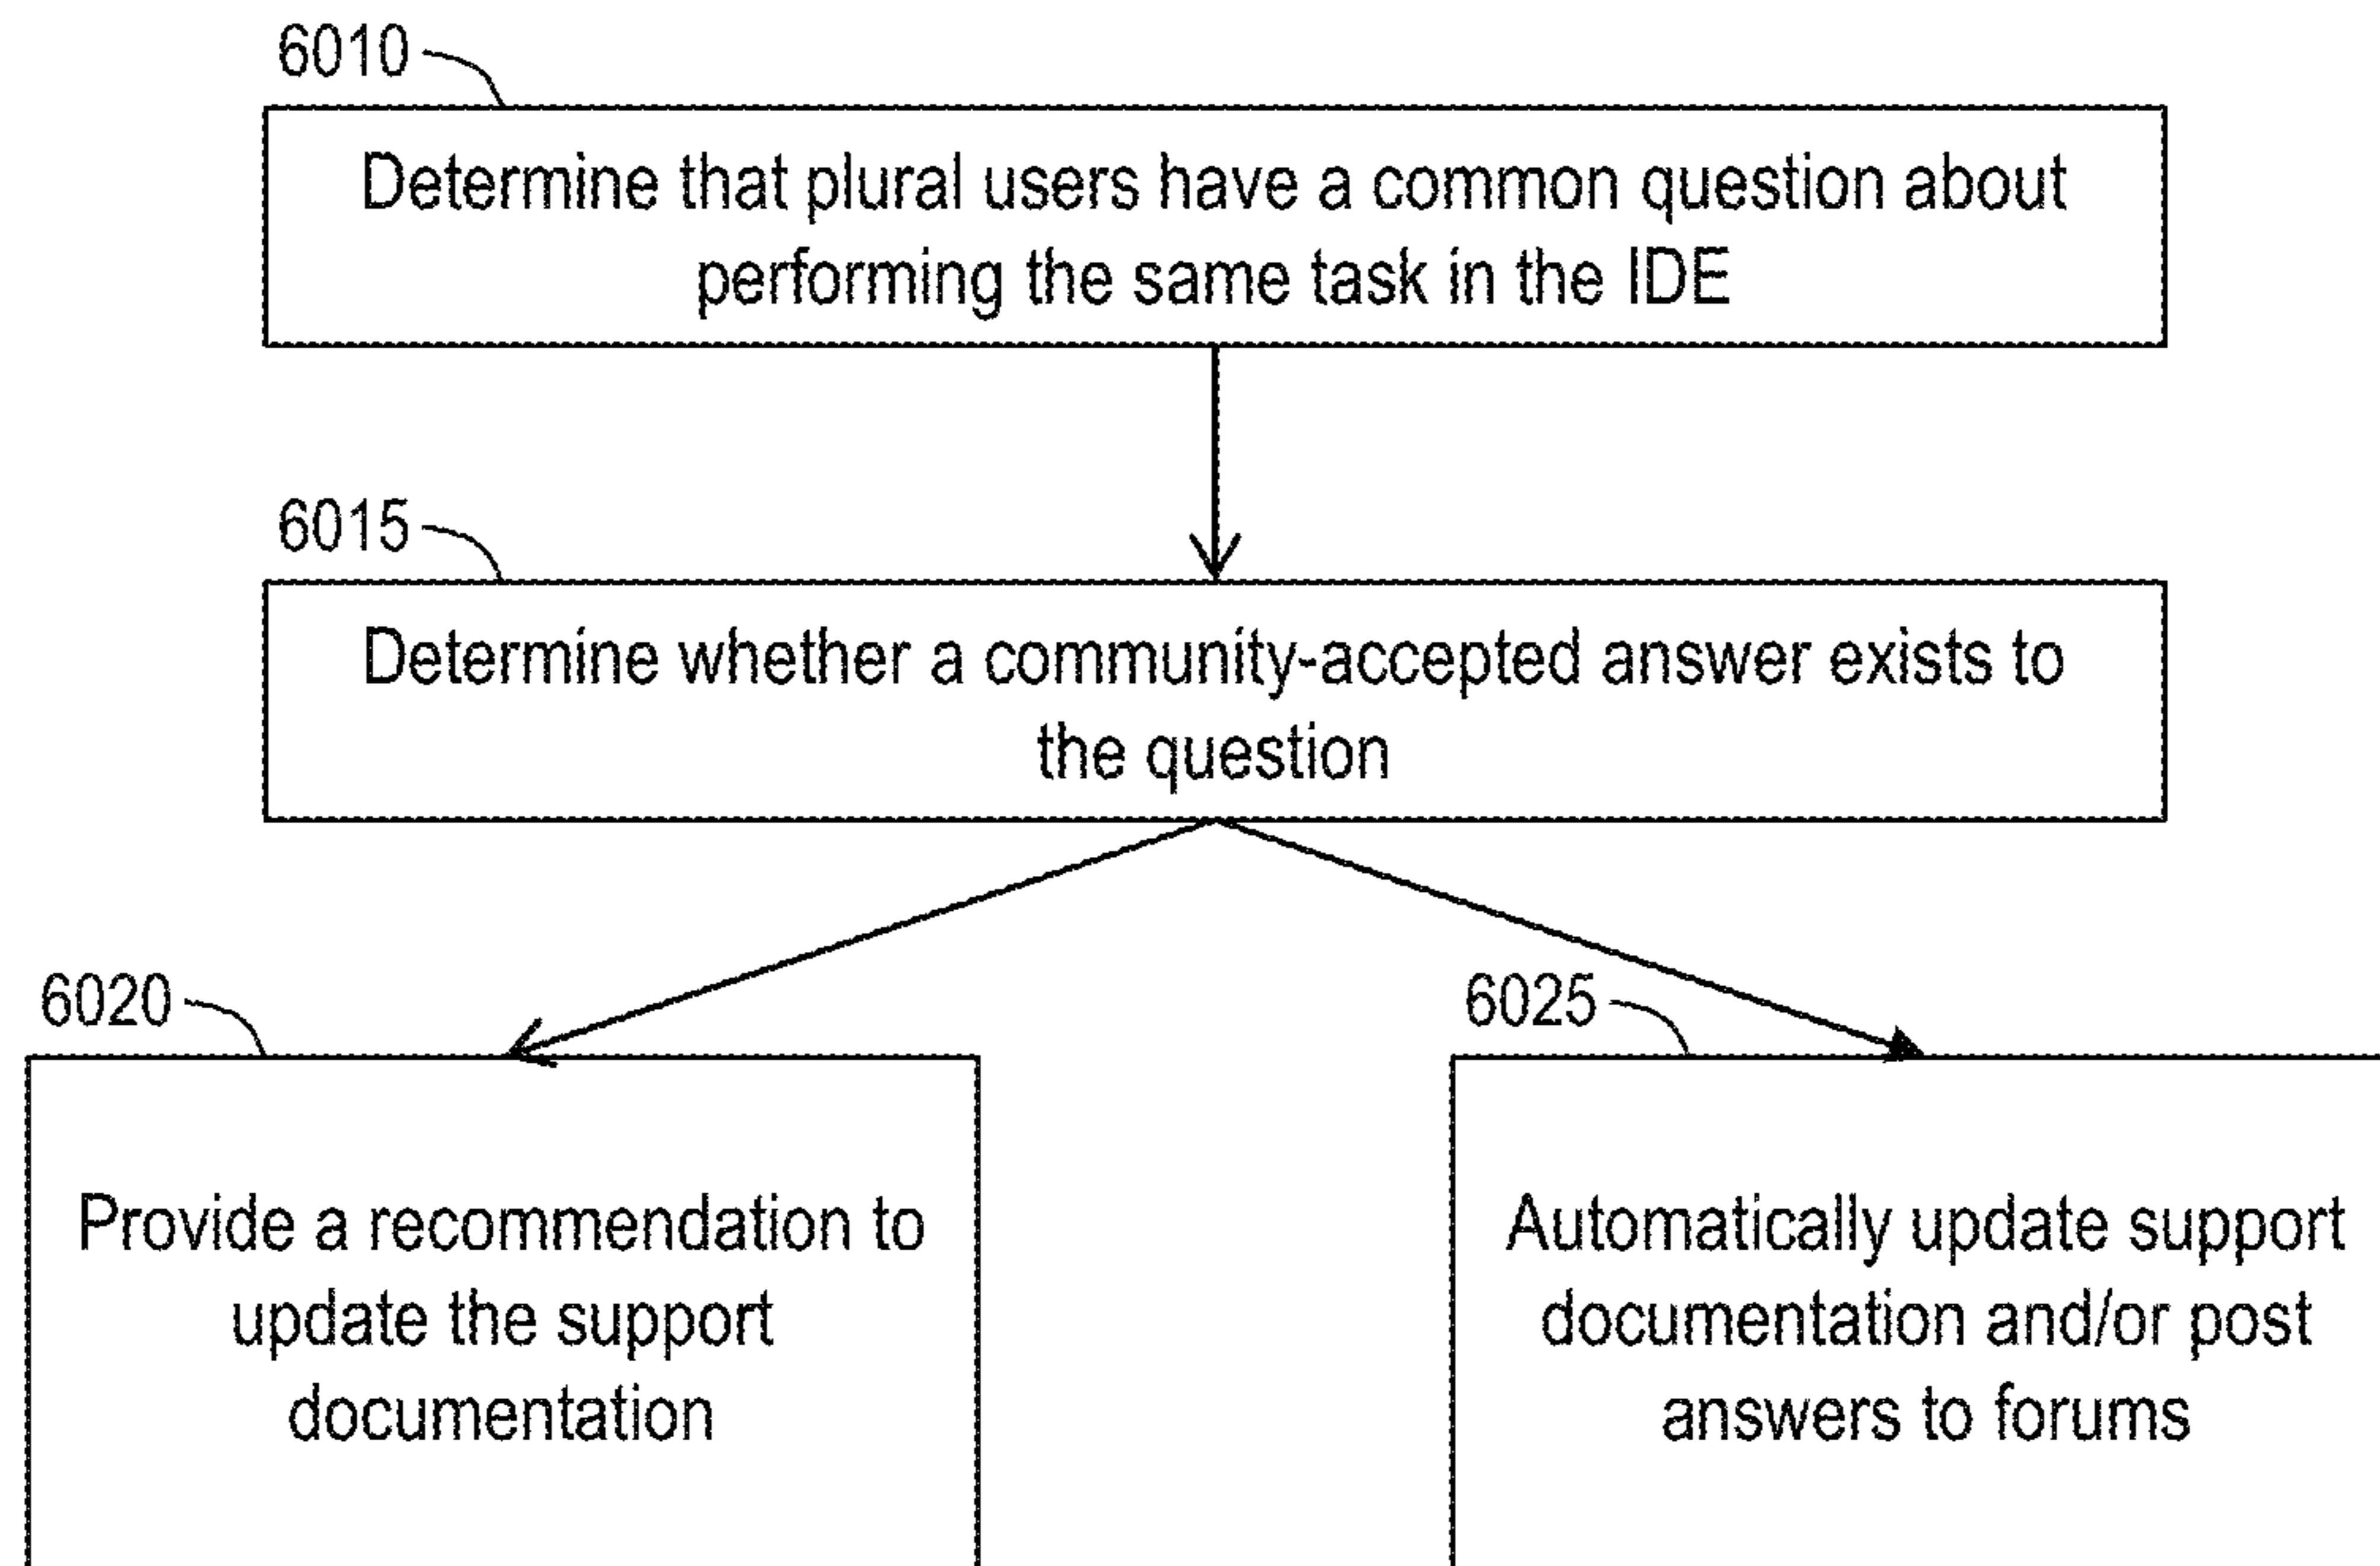 6010
Determine that plural users have a common question about
performing the same task in the IDE
6015
Determine whether a community-accepted answer exists to
the question
6020
Provide a recommendation to
update the support
documentation
6025
Automatically update support
documentation and/or post
answers to forums